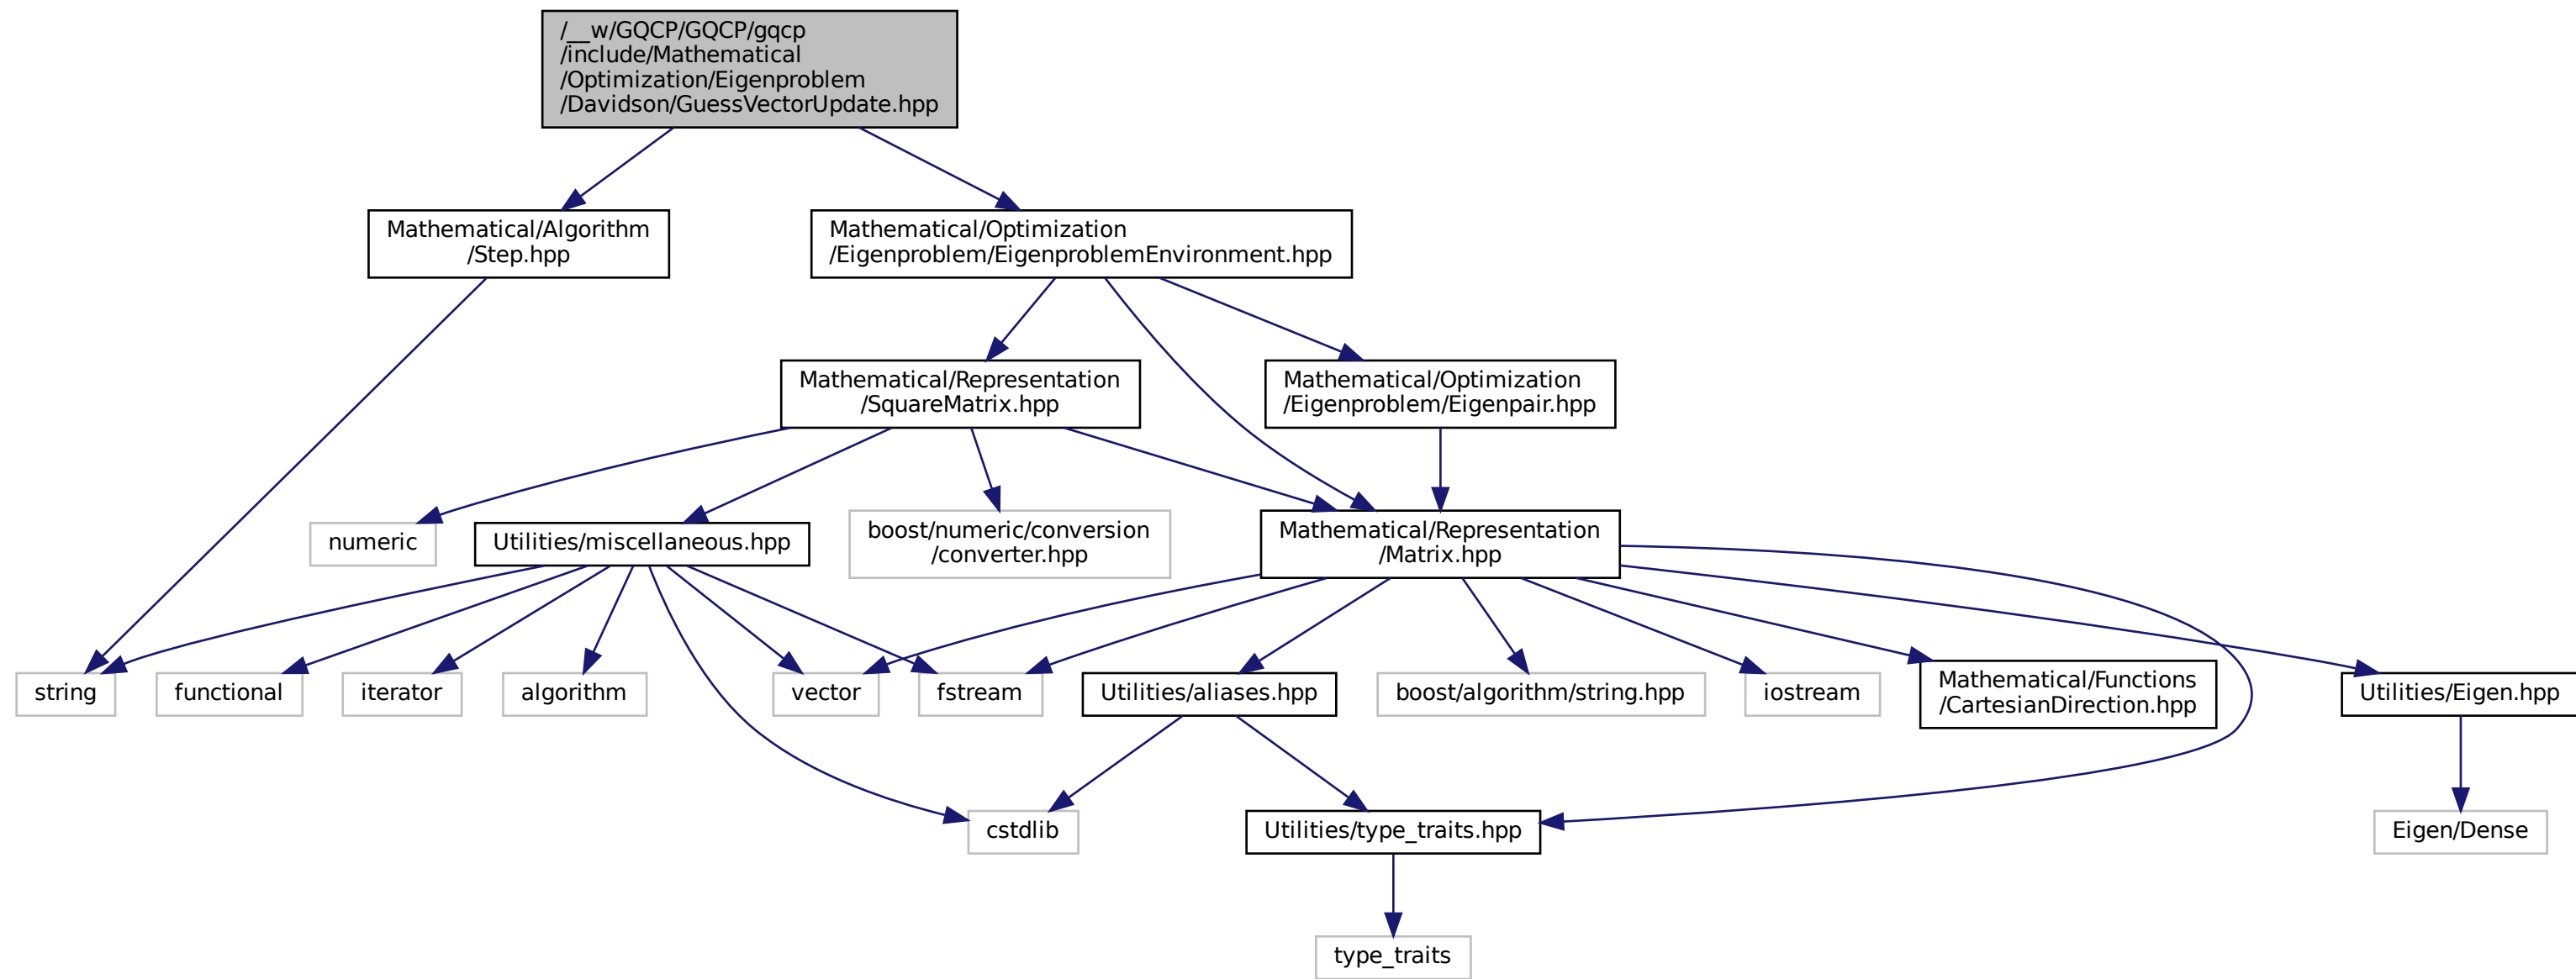 /__w/GQCP/GQCP/gqcp
/include/Mathematical
/Optimization/Eigenproblem
/Davidson/GuessVectorUpdate.hpp
Mathematical/Algorithm
/Step.hpp
Mathematical/Optimization
/Eigenproblem/EigenproblemEnvironment.hpp
Mathematical/Representation
/SquareMatrix.hpp
Mathematical/Optimization
/Eigenproblem/Eigenpair.hpp
numeric
Utilities/miscellaneous.hpp
boost/numeric/conversion
/converter.hpp
Mathematical/Representation
/Matrix.hpp
string
functional
iterator
algorithm
vector
fstream
Utilities/aliases.hpp
boost/algorithm/string.hpp
iostream
Mathematical/Functions
/CartesianDirection.hpp
Utilities/Eigen.hpp
cstdlib
Utilities/type_traits.hpp
Eigen/Dense
type_traits